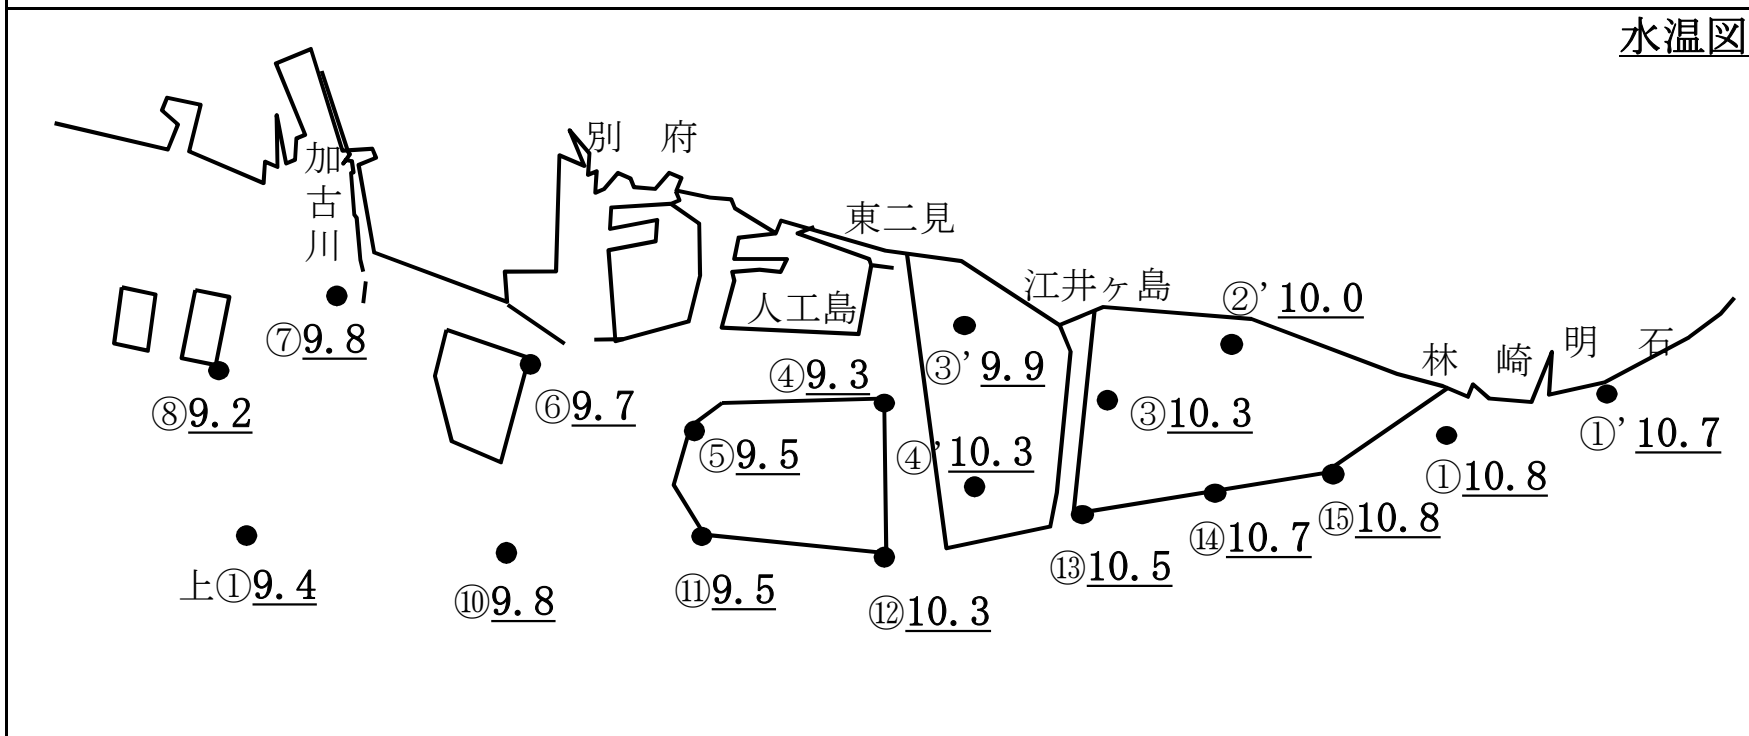 水温図
別 府
加古川
東二見
江井ヶ島
②' 10.0
人工島
林 崎
明 石
⑦9.8
③' 9.9
④9.3
⑧9.2
⑥9.7
③10.3
①' 10.7
⑤9.5
④' 10.3
①10.8
⑮10.8
⑭10.7
⑬10.5
上①9.4
⑩9.8
⑪9.5
⑫10.3